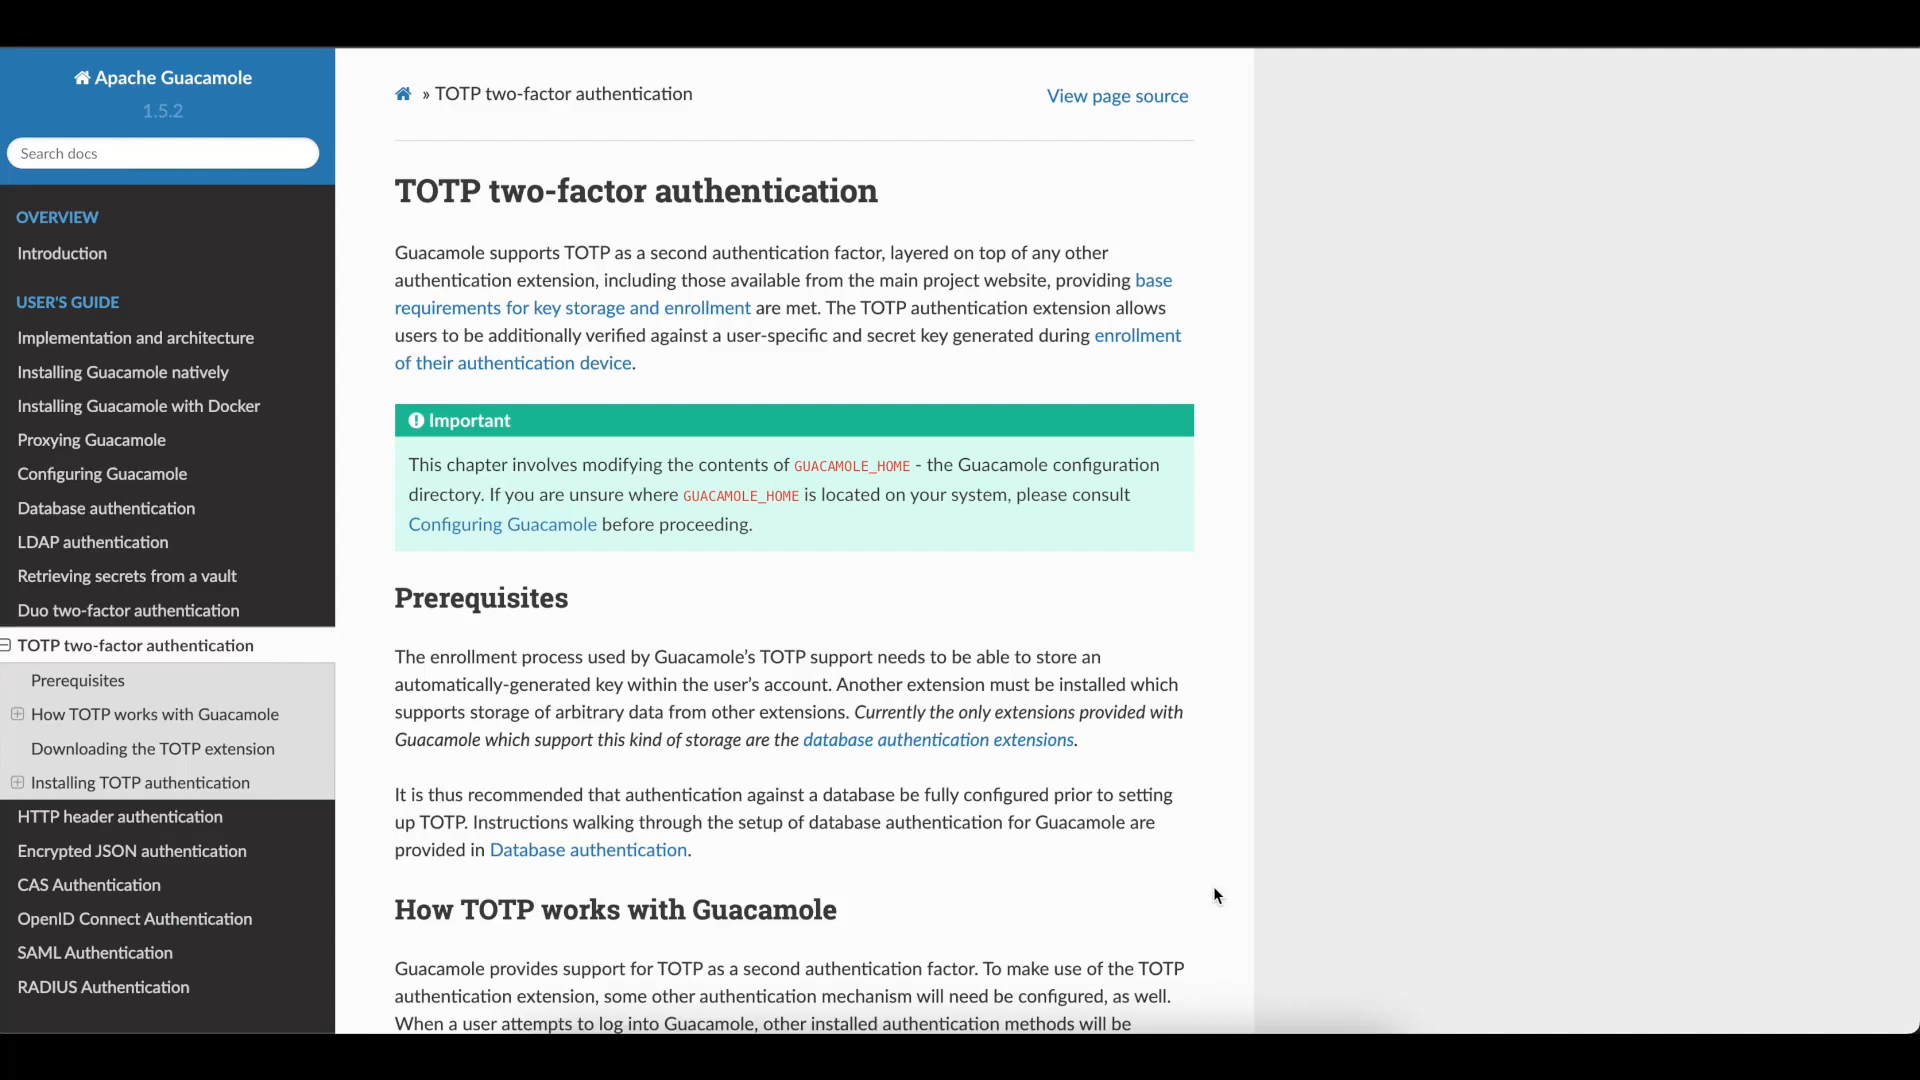 Apache Guacamole
1.5.2
Search docs
OVERVIEW
Introduction
USER'S GUIDE
Implementation and architecture
Installing Guacamole natively
Installing Guacamole with Docker
Proxying Guacamole
Configuring Guacamole
Database authentication
LDAP authentication
Retrieving secrets from a vault
Duo two-factor authentication
TOTP two-factor authentication
Prerequisites
How TOTP works with Guacamole
Downloading the TOTP extension
Installing TOTP authentication
HTTP header authentication
Encrypted JSON authentication
CAS Authentication
OpenID Connect Authentication
SAML Authentication
RADIUS Authentication
» TOTP two-factor authentication
View page source
TOTP two-factor authentication
Guacamole supports TOTP as a second authentication factor, layered on top of any other
authentication extension, including those available from the main project website, providing base
requirements for key storage and enrollment are met. The TOTP authentication extension allows
users to be additionally verified against a user-specific and secret key generated during enrollment
of their authentication device.
Important
This chapter involves modifying the contents of GUACAMOLE_HOME - the Guacamole configuration
directory. If you are unsure where GUACAMOLE_HOME is located on your system, please consult
Configuring Guacamole before proceeding.
Prerequisites
The enrollment process used by Guacamole’s TOTP support needs to be able to store an
automatically-generated key within the user’s account. Another extension must be installed which
supports storage of arbitrary data from other extensions. Currently the only extensions provided with
Guacamole which support this kind of storage are the database authentication extensions.
It is thus recommended that authentication against a database be fully configured prior to setting
up TOTP. Instructions walking through the setup of database authentication for Guacamole are
provided in Database authentication.
How TOTP works with Guacamole
Guacamole provides support for TOTP as a second authentication factor. To make use of the TOTP
authentication extension, some other authentication mechanism will need be configured, as well.
When a user attempts to log into Guacamole, other installed authentication methods will be